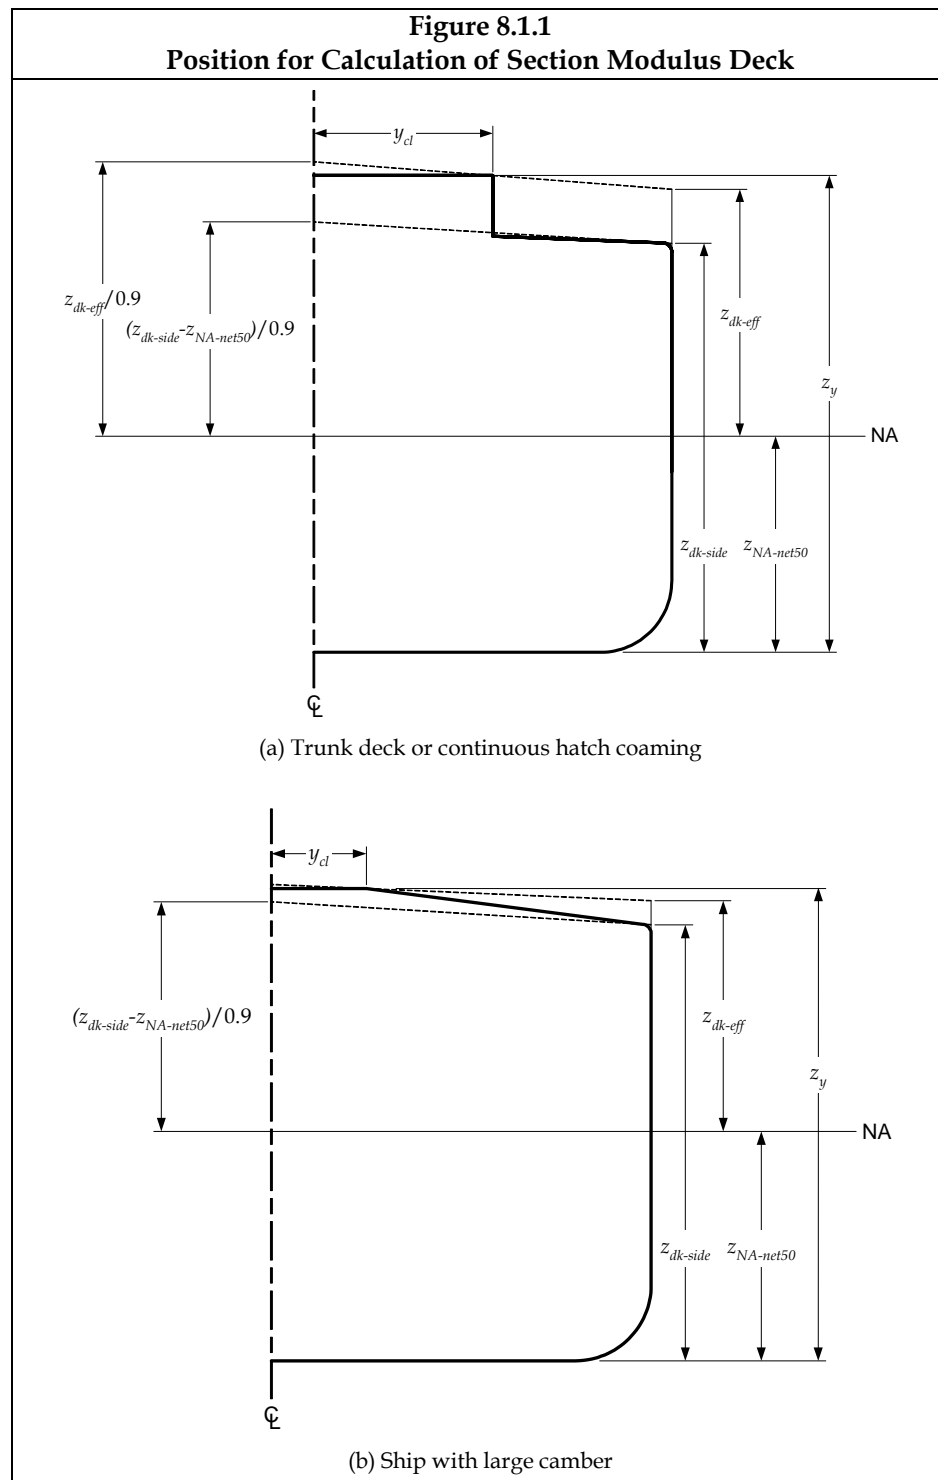 Figure 8.1.1
Position for Calculation of Section Modulus Deck
y_cl
z_dk-eff/0.9
(z_dk-side-z_NA-net50)/0.9
z_dk-eff
z_y
NA
z_dk-side
z_NA-net50
℄
(a) Trunk deck or continuous hatch coaming
y_cl
(z_dk-side-z_NA-net50)/0.9
z_dk-eff
z_y
NA
z_dk-side
z_NA-net50
℄
(b) Ship with large camber